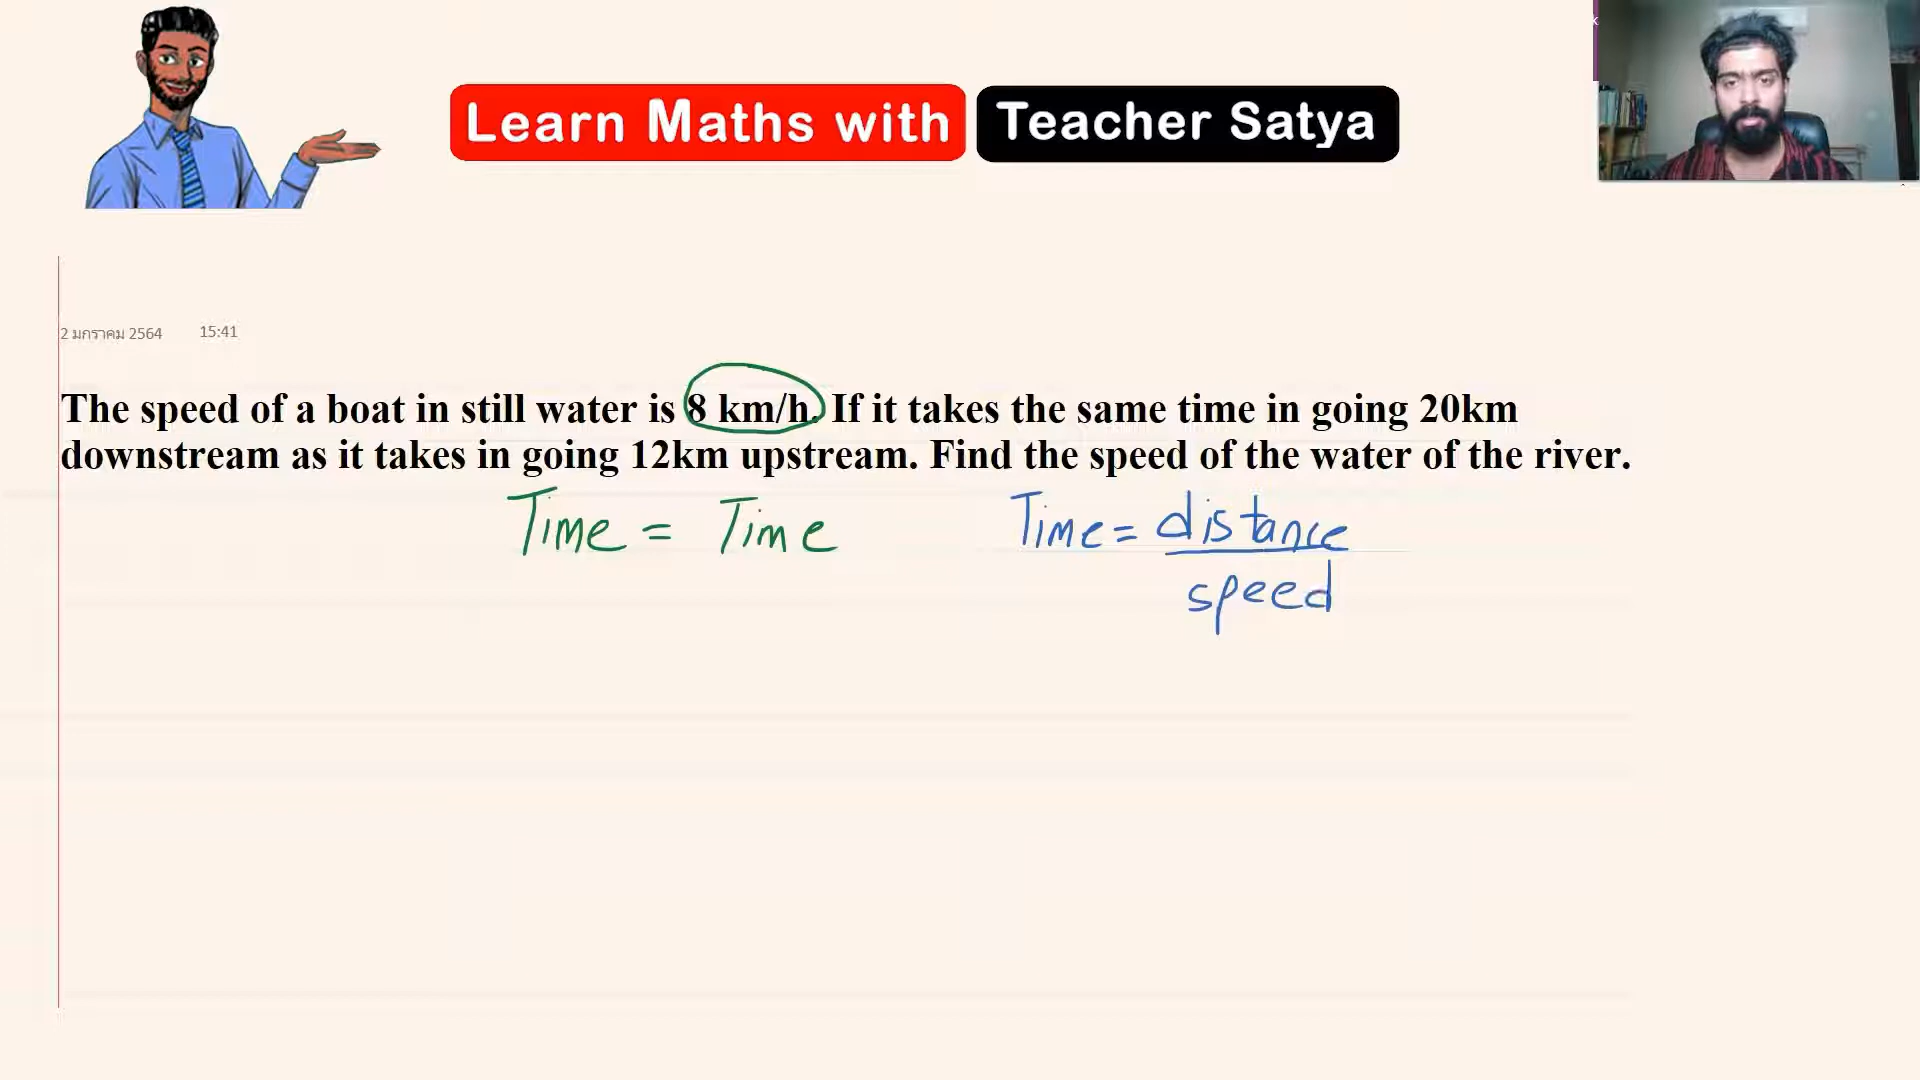 Learn Maths with Teacher Satya
2 มกราคม 2564 15:41
The speed of a boat in still water is 8 km/h. If it takes the same time in going 20km
downstream as it takes in going 12km upstream. Find the speed of the water of the river.
Time = Time
Time = distance
speed